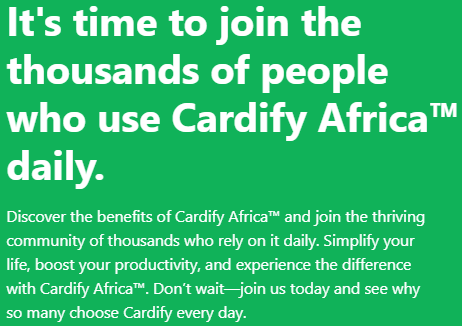 It's time to join the
thousands of people
who use Cardify Africa™
daily.
Discover the benefits of Cardify Africa™ and join the thriving
community of thousands who rely on it daily. Simplify your
life, boost your productivity, and experience the difference
with Cardify Africa™. Don’t wait—join us today and see why
so many choose Cardify every day.